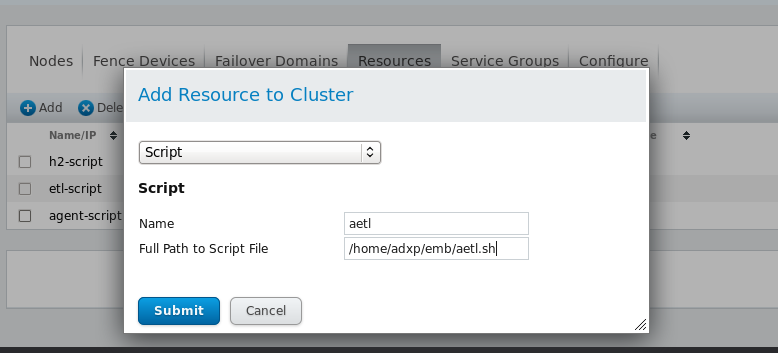 Nodes Fence Devices Failover Domains Resources Service Groups Configure
Add Resource to Cluster
Add Dele
Name/IP
Script
h2-script
etl-script
Script
agent-script
Name aetl
Full Path to Script File /home/adxp/emb/aetl.sh
Submit Cancel